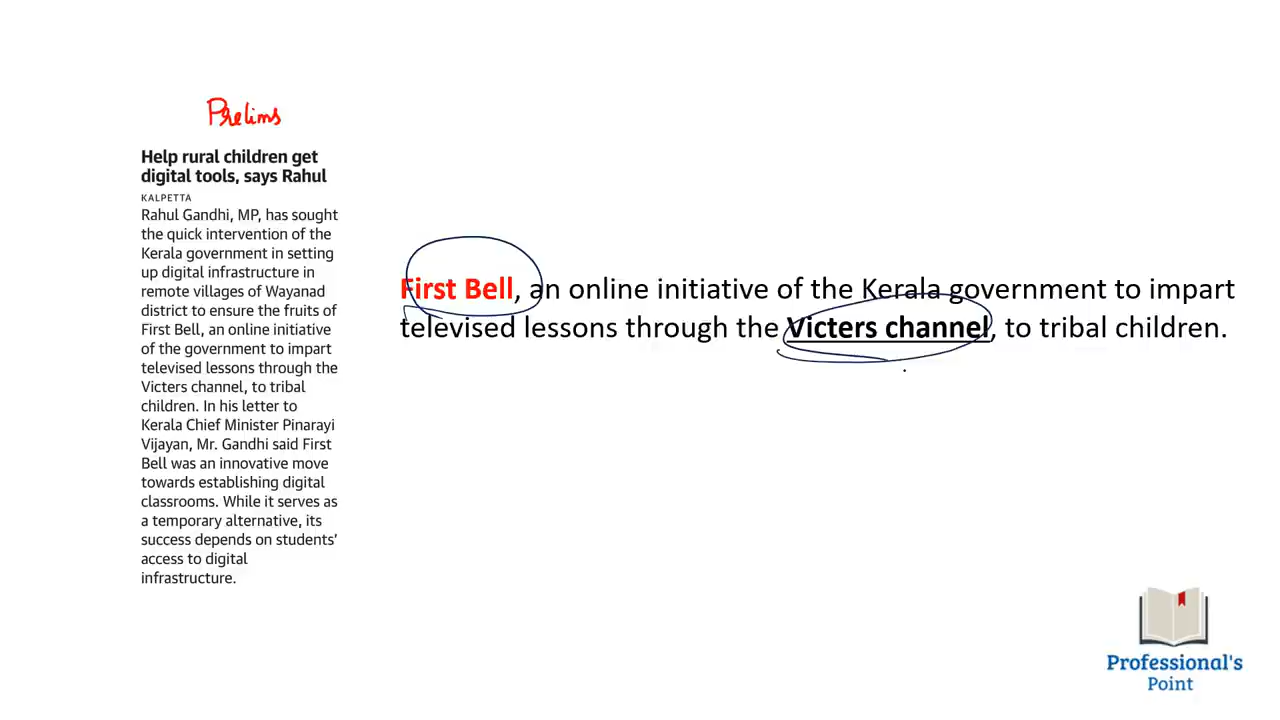 Prelims
Help rural children get
digital tools, says Rahul
KALPETTA
Rahul Gandhi, MP, has sought
the quick intervention of the
Kerala government in setting
up digital infrastructure in
remote villages of Wayanad
district to ensure the fruits of
First Bell, an online initiative
of the government to impart
televised lessons through the
Victers channel, to tribal
children. In his letter to
Kerala Chief Minister Pinarayi
Vijayan, Mr. Gandhi said First
Bell was an innovative move
towards establishing digital
classrooms. While it serves as
a temporary alternative, its
success depends on students’
access to digital
infrastructure.
First Bell, an online initiative of the Kerala government to impart
televised lessons through the Victers channel, to tribal children.
Professional's
Point